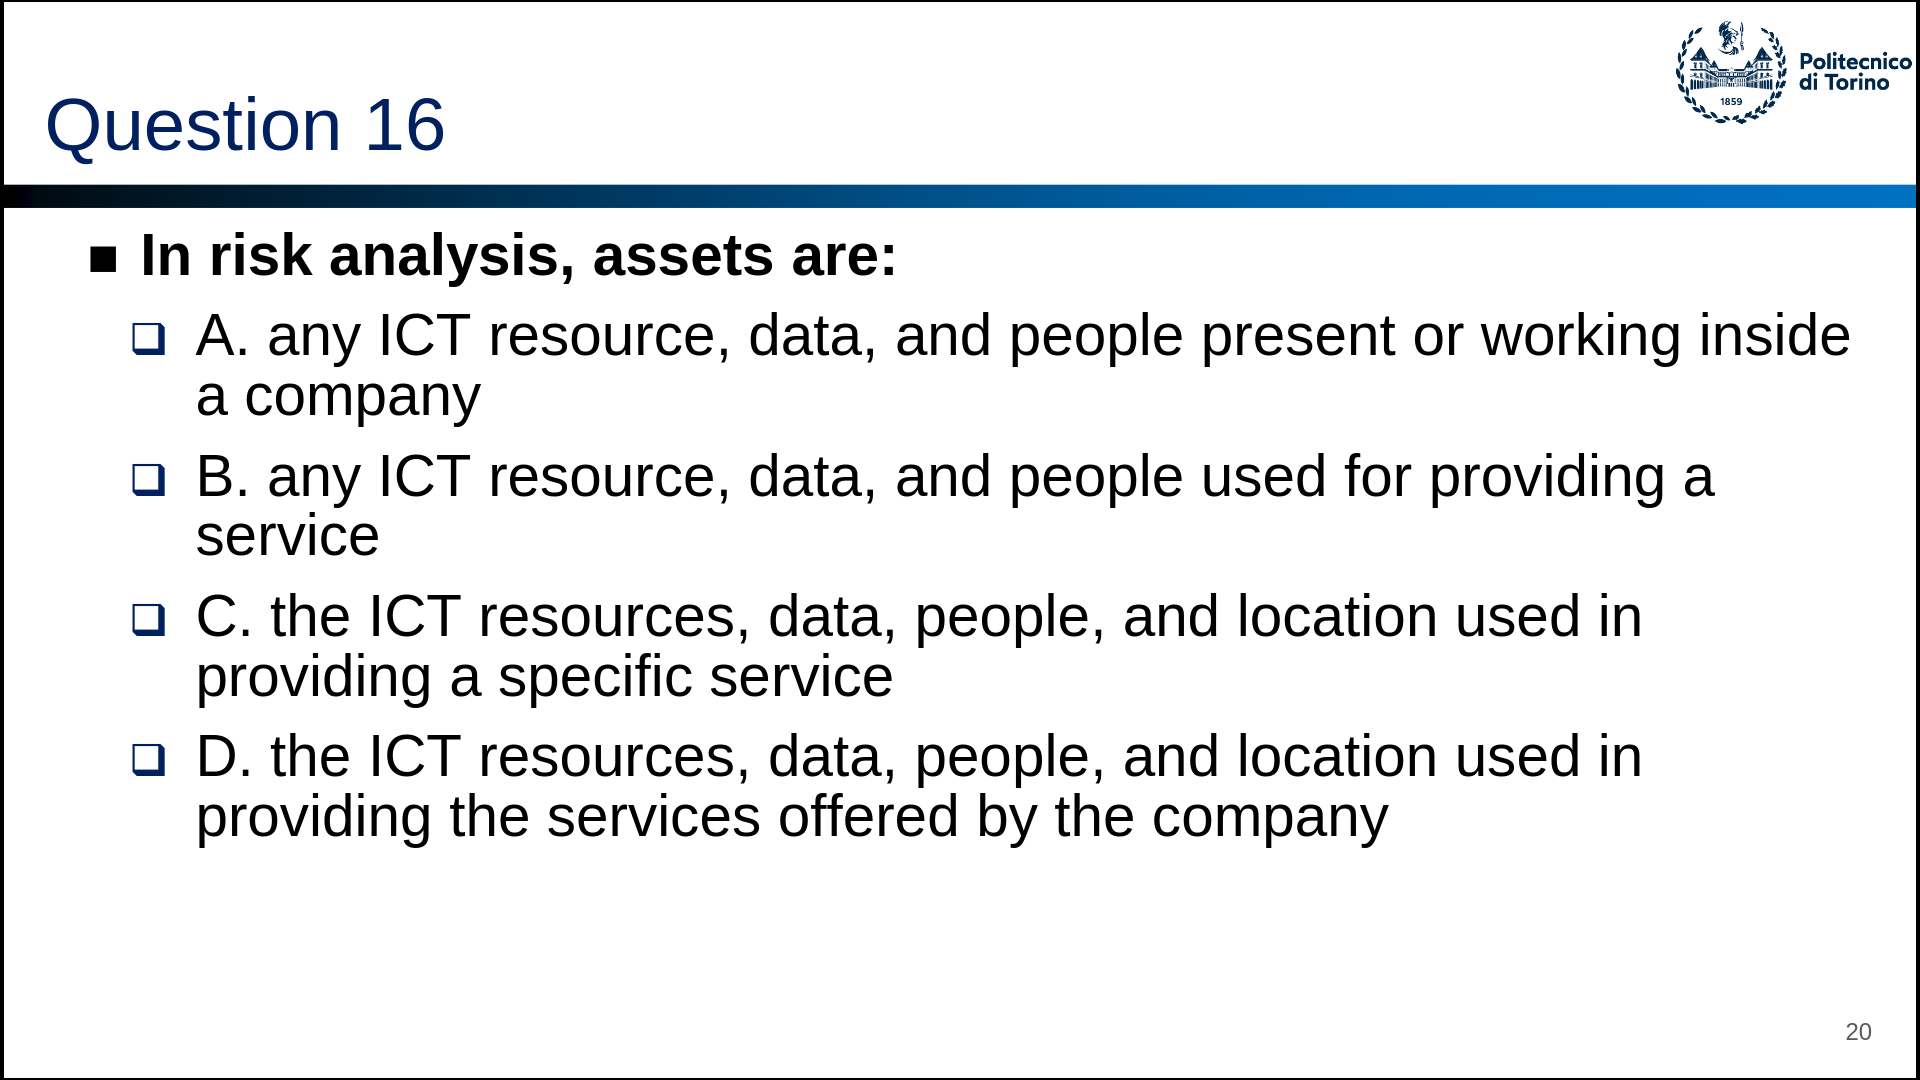 1859
Politecnico
di Torino
Question 16
In risk analysis, assets are:
A. any ICT resource, data, and people present or working inside
a company
B. any ICT resource, data, and people used for providing a
service
C. the ICT resources, data, people, and location used in
providing a specific service
D. the ICT resources, data, people, and location used in
providing the services offered by the company
20